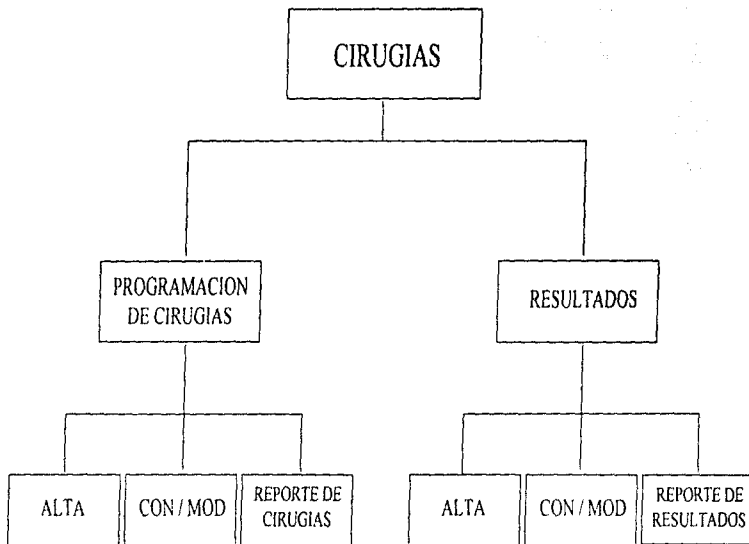 CIRUGIAS
PROGRAMACION
DE CIRUGIAS
RESULTADOS
ALTA
CON / MOD
REPORTE DE
CIRUGIAS
ALTA
CON / MOD
REPORTE DE
RESULTADOS